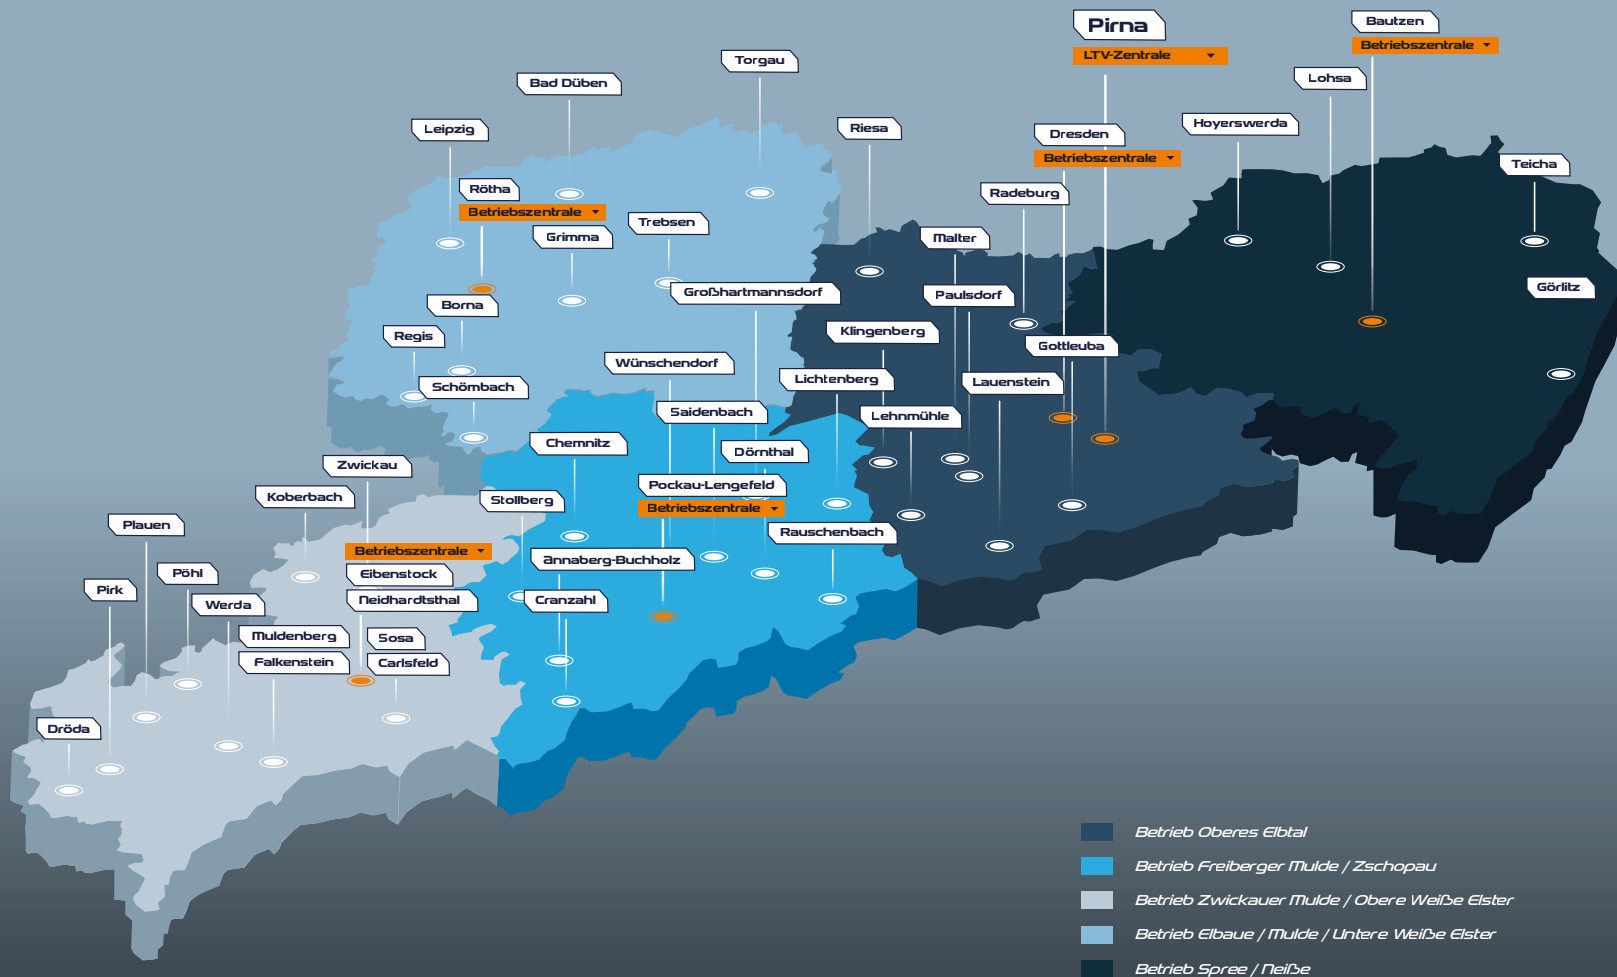 Pirna
LTV-Zentrale
Bautzen
Betriebszentrale
Torgau
Lohsa
Bad Düben
Leipzig
Riesa
Hoyerswerda
Dresden
Betriebszentrale
Teicha
Rötha
Betriebszentrale
Radeburg
Trebsen
Grimma
Malter
Görlitz
Großhartmannsdorf
Paulsdorf
Borna
Regis
Klingenberg
Gottleuba
Wünschendorf
Lichtenberg
Lauenstein
Schömbach
Saidenbach
Lehnmühle
Chemnitz
Dörnthal
Zwickau
Pockau-Lengefeld
Betriebszentrale
Koberbach
Stollberg
Plauen
Rauschenbach
Betriebszentrale
Annaberg-Buchholz
Pöhl
Eibenstock
Pirk
Werda
Neidhardtsthal
Cranzahl
Muldenberg
Sosa
Falkenstein
Carlsfeld
Dröda
Betrieb Oberes Elbtal
Betrieb Freiberger Mulde / Zschopau
Betrieb Zwickauer Mulde / Obere Weiße Elster
Betrieb Elbaue / Mulde / Untere Weiße Elster
Betrieb Spree / Neiße